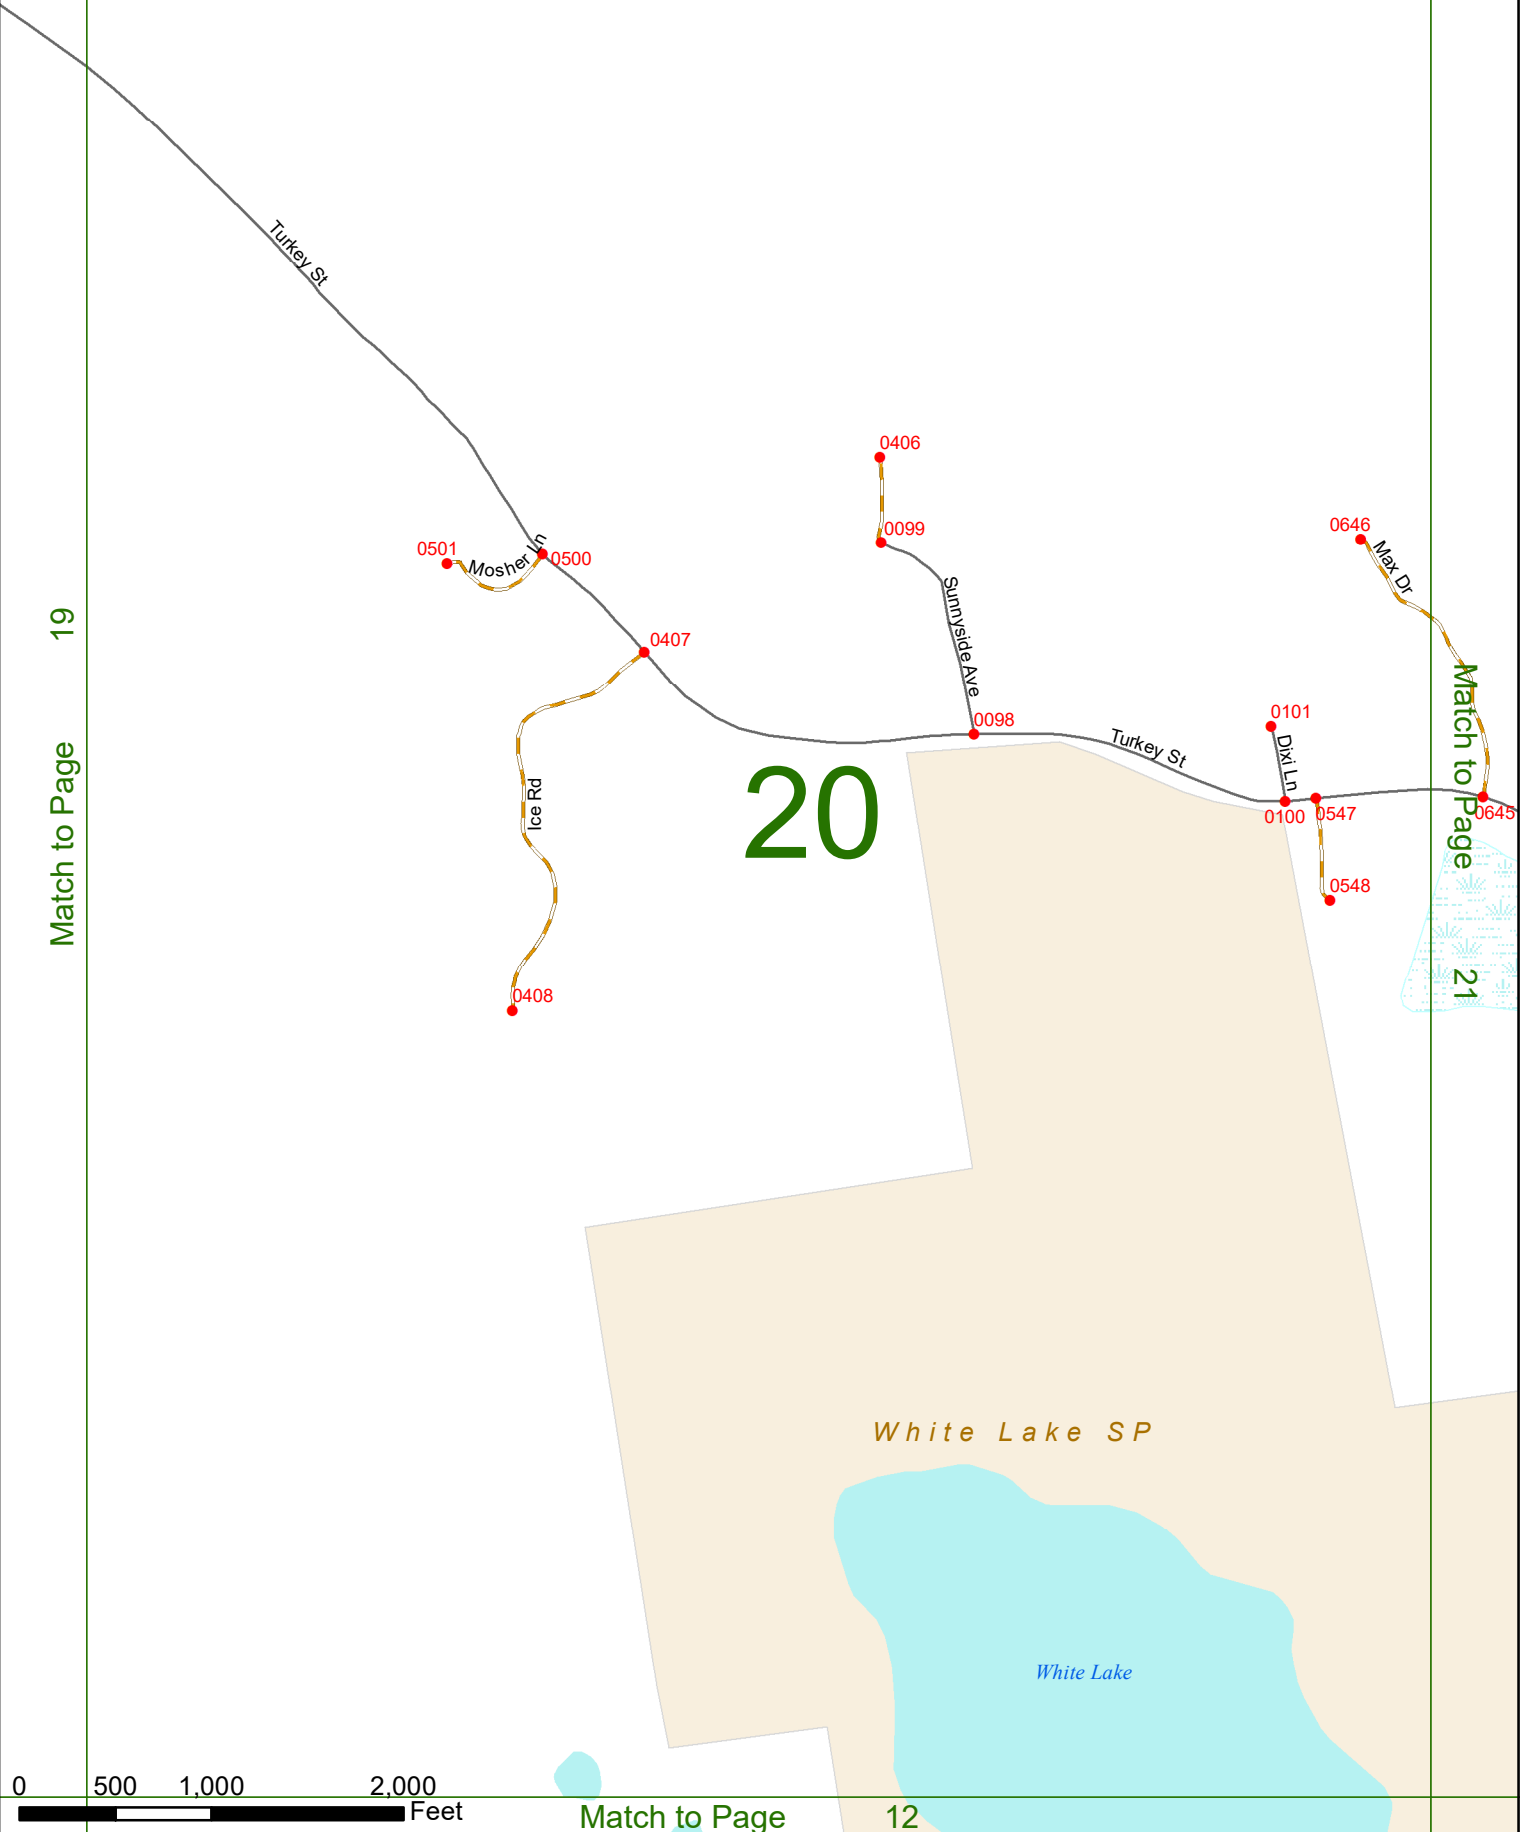 Turkey St
0406
0099
0646
Max Dr
0501
Mosher Ln
0500
0407
Sunnyside Ave
Match to Page 19
0098
0101
Turkey St
Dixi Ln
Match to Page 21
Ice Rd
20
0100
0547
0645
0548
0408
White Lake SP
White Lake
0 500 1,000 2,000
Feet
Match to Page 12